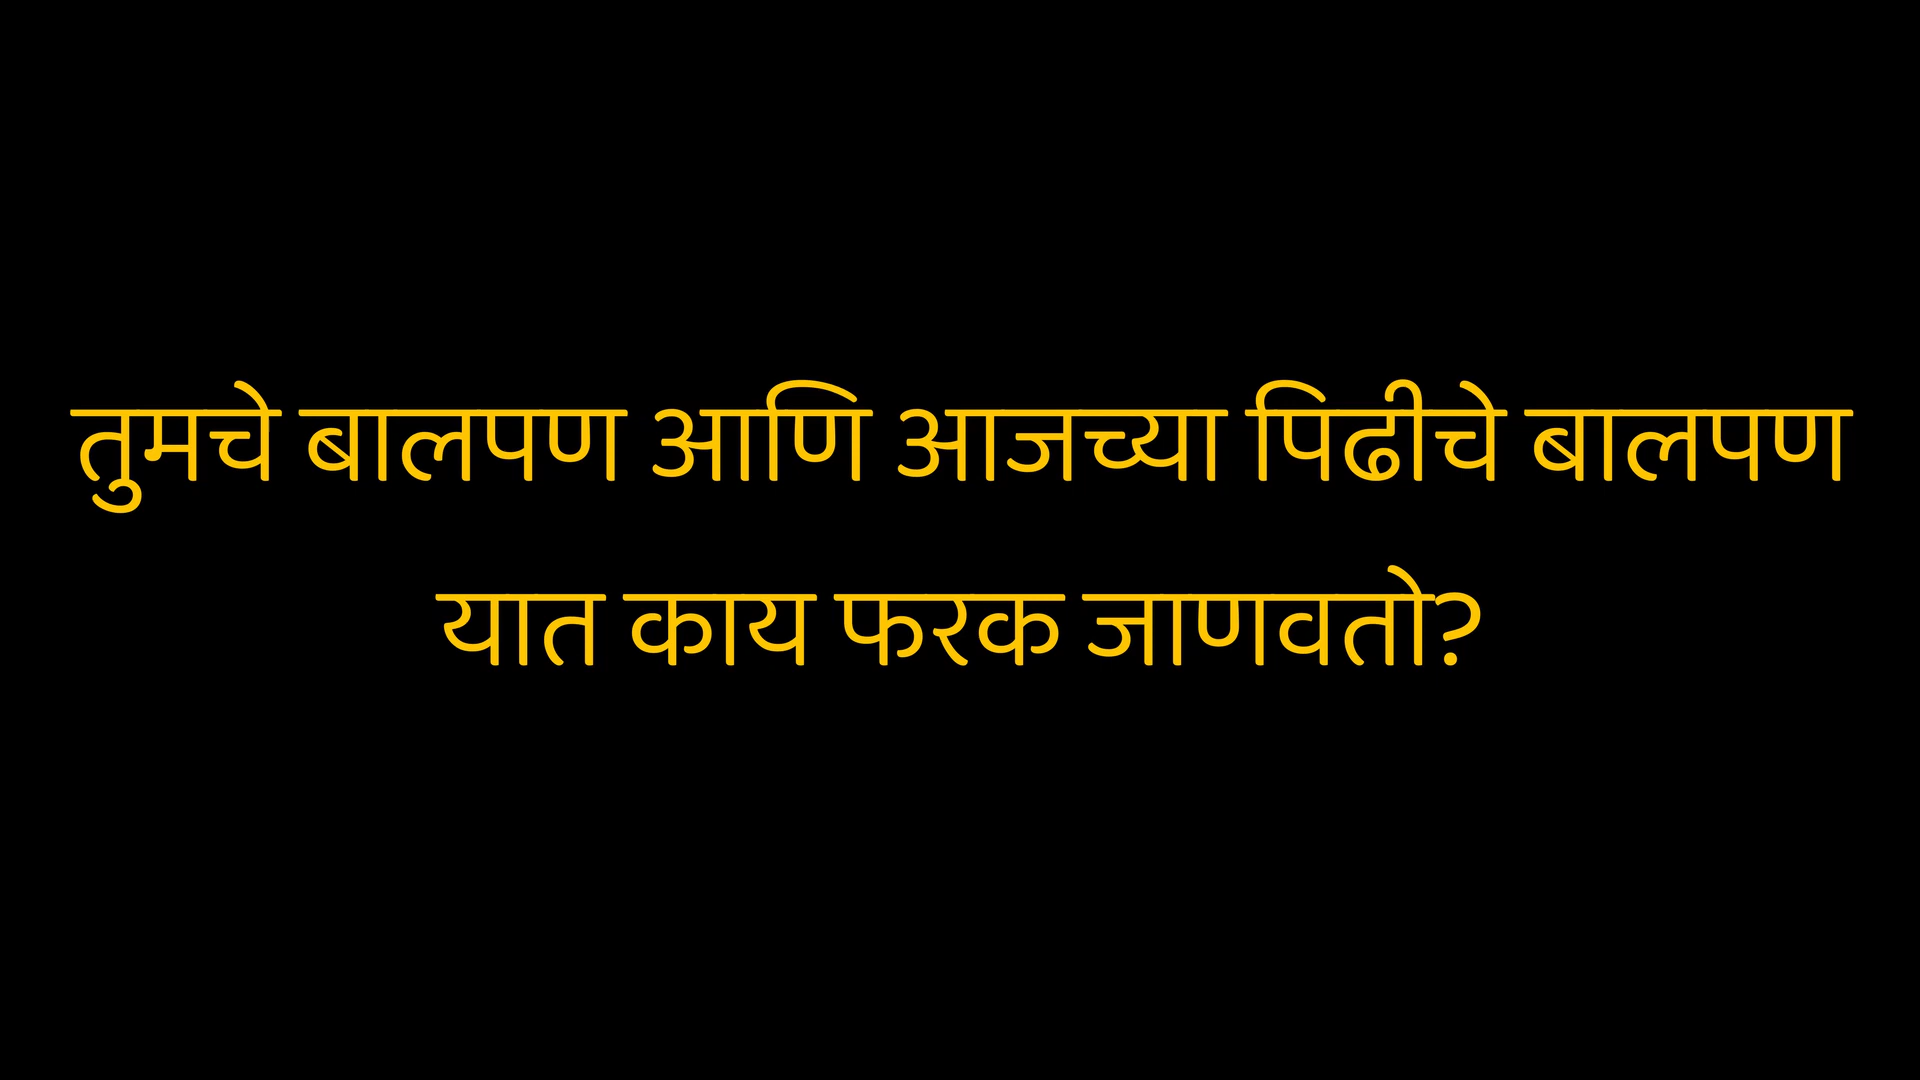 तुमचे बालपण आणि आजच्या पिढीचे बालपण
यात काय फरक जाणवतो?